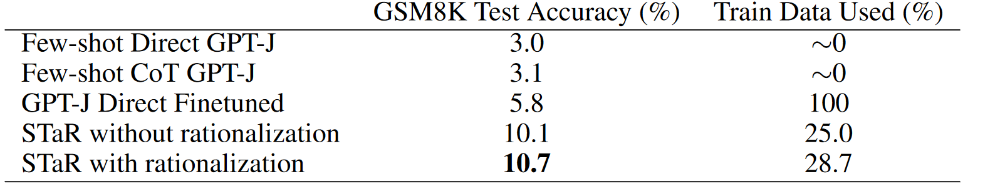 GSM8K Test Accuracy (%) Train Data Used (%)
Few-shot Direct GPT-J 3.0 ∼0
Few-shot CoT GPT-J 3.1 ∼0
GPT-J Direct Finetuned 5.8 100
STaR without rationalization 10.1 25.0
STaR with rationalization 10.7 28.7